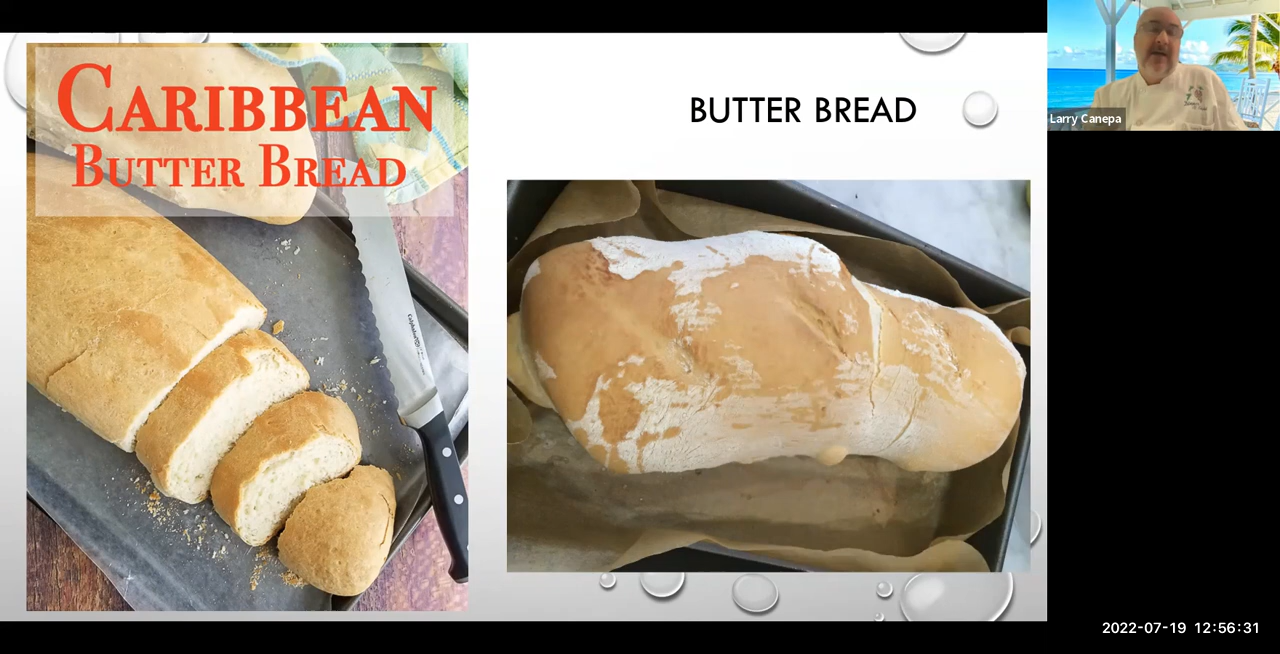 CARIBBEAN
BUTTER BREAD
BUTTER BREAD
Larry Canepa
2022-07-19 12:56:31